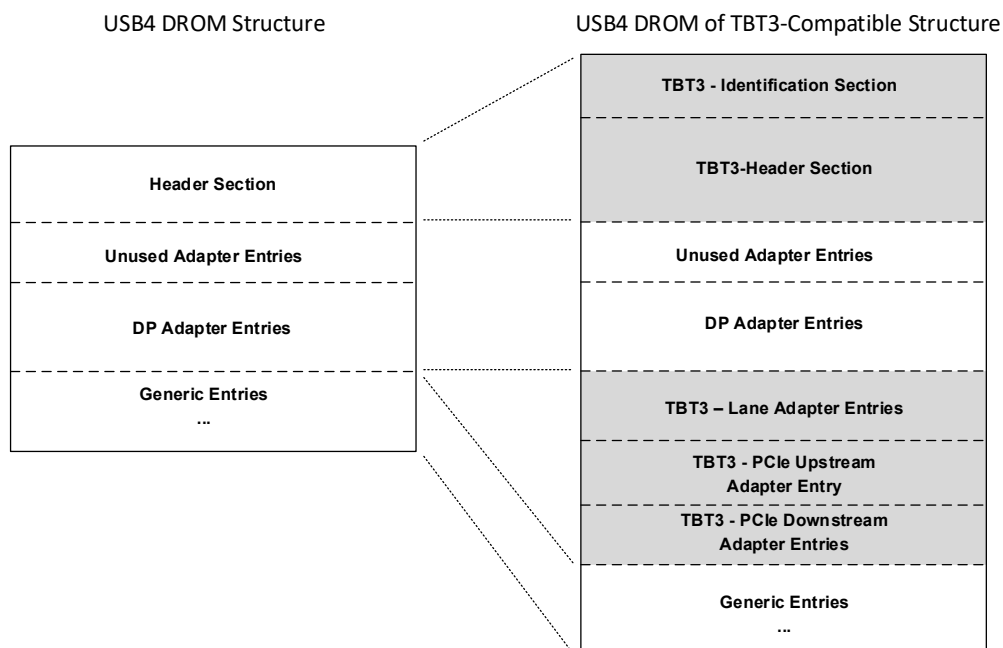 USB4 DROM Structure
Header Section
Unused Adapter Entries
DP Adapter Entries
Generic Entries
...
USB4 DROM of TBT3-Compatible Structure
TBT3 - Identification Section
TBT3-Header Section
Unused Adapter Entries
DP Adapter Entries
TBT3 – Lane Adapter Entries
TBT3 - PCIe Upstream
Adapter Entry
TBT3 - PCIe Downstream
Adapter Entries
Generic Entries
...